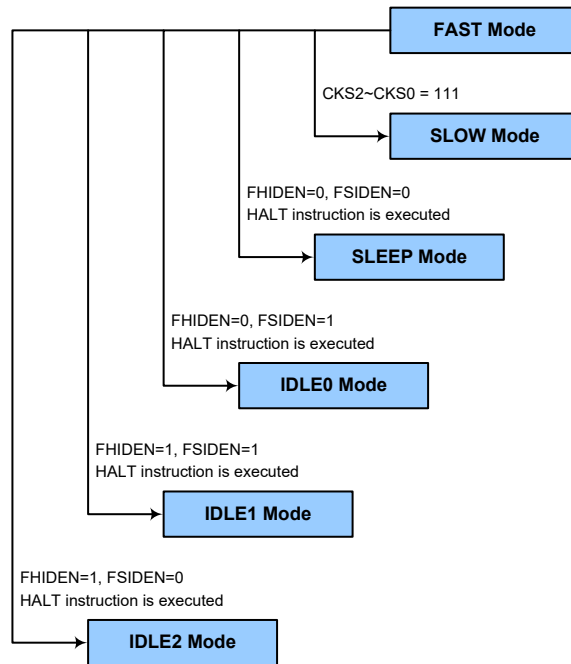 FAST Mode
CKS2~CKS0 = 111
SLOW Mode
FHIDEN=0, FSIDEN=0
HALT instruction is executed
SLEEP Mode
FHIDEN=0, FSIDEN=1
HALT instruction is executed
IDLE0 Mode
FHIDEN=1, FSIDEN=1
HALT instruction is executed
IDLE1 Mode
FHIDEN=1, FSIDEN=0
HALT instruction is executed
IDLE2 Mode